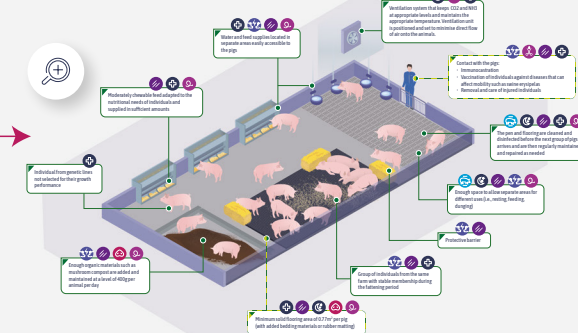 Ventilation system that keeps CO2 and NH3
at appropriate levels and maintains the
appropriate temperature. Ventilation unit
is positioned and set to minimise direct flow
of air onto the animals.
Water and feed supplies located in
separate areas easily accessible to
the pigs
Contact with the pigs:
- Immunocastration
- Vaccination of individuals against diseases that can
affect mobility such as swine erysipelas
- Removal and care of injured individuals
Moderately chewable feed adapted to the
nutritional needs of individuals and
supplied in sufficient amounts
The pen and flooring are cleaned and
disinfected before the next group of pigs
arrives and are then regularly maintained
and repaired as needed
Individual from genetic lines
not selected for their growth
performance
Enough space to allow separate areas for
different uses (i.e., resting, feeding,
dunging)
Protective barrier
Enough organic materials such as
mushroom compost are added and
maintained at a level of 400g per
animal per day
Group of individuals from the same
farm with stable membership during
the fattening period
Minimum solid flooring area of 0.77m² per pig
(with added bedding materials or rubber matting)